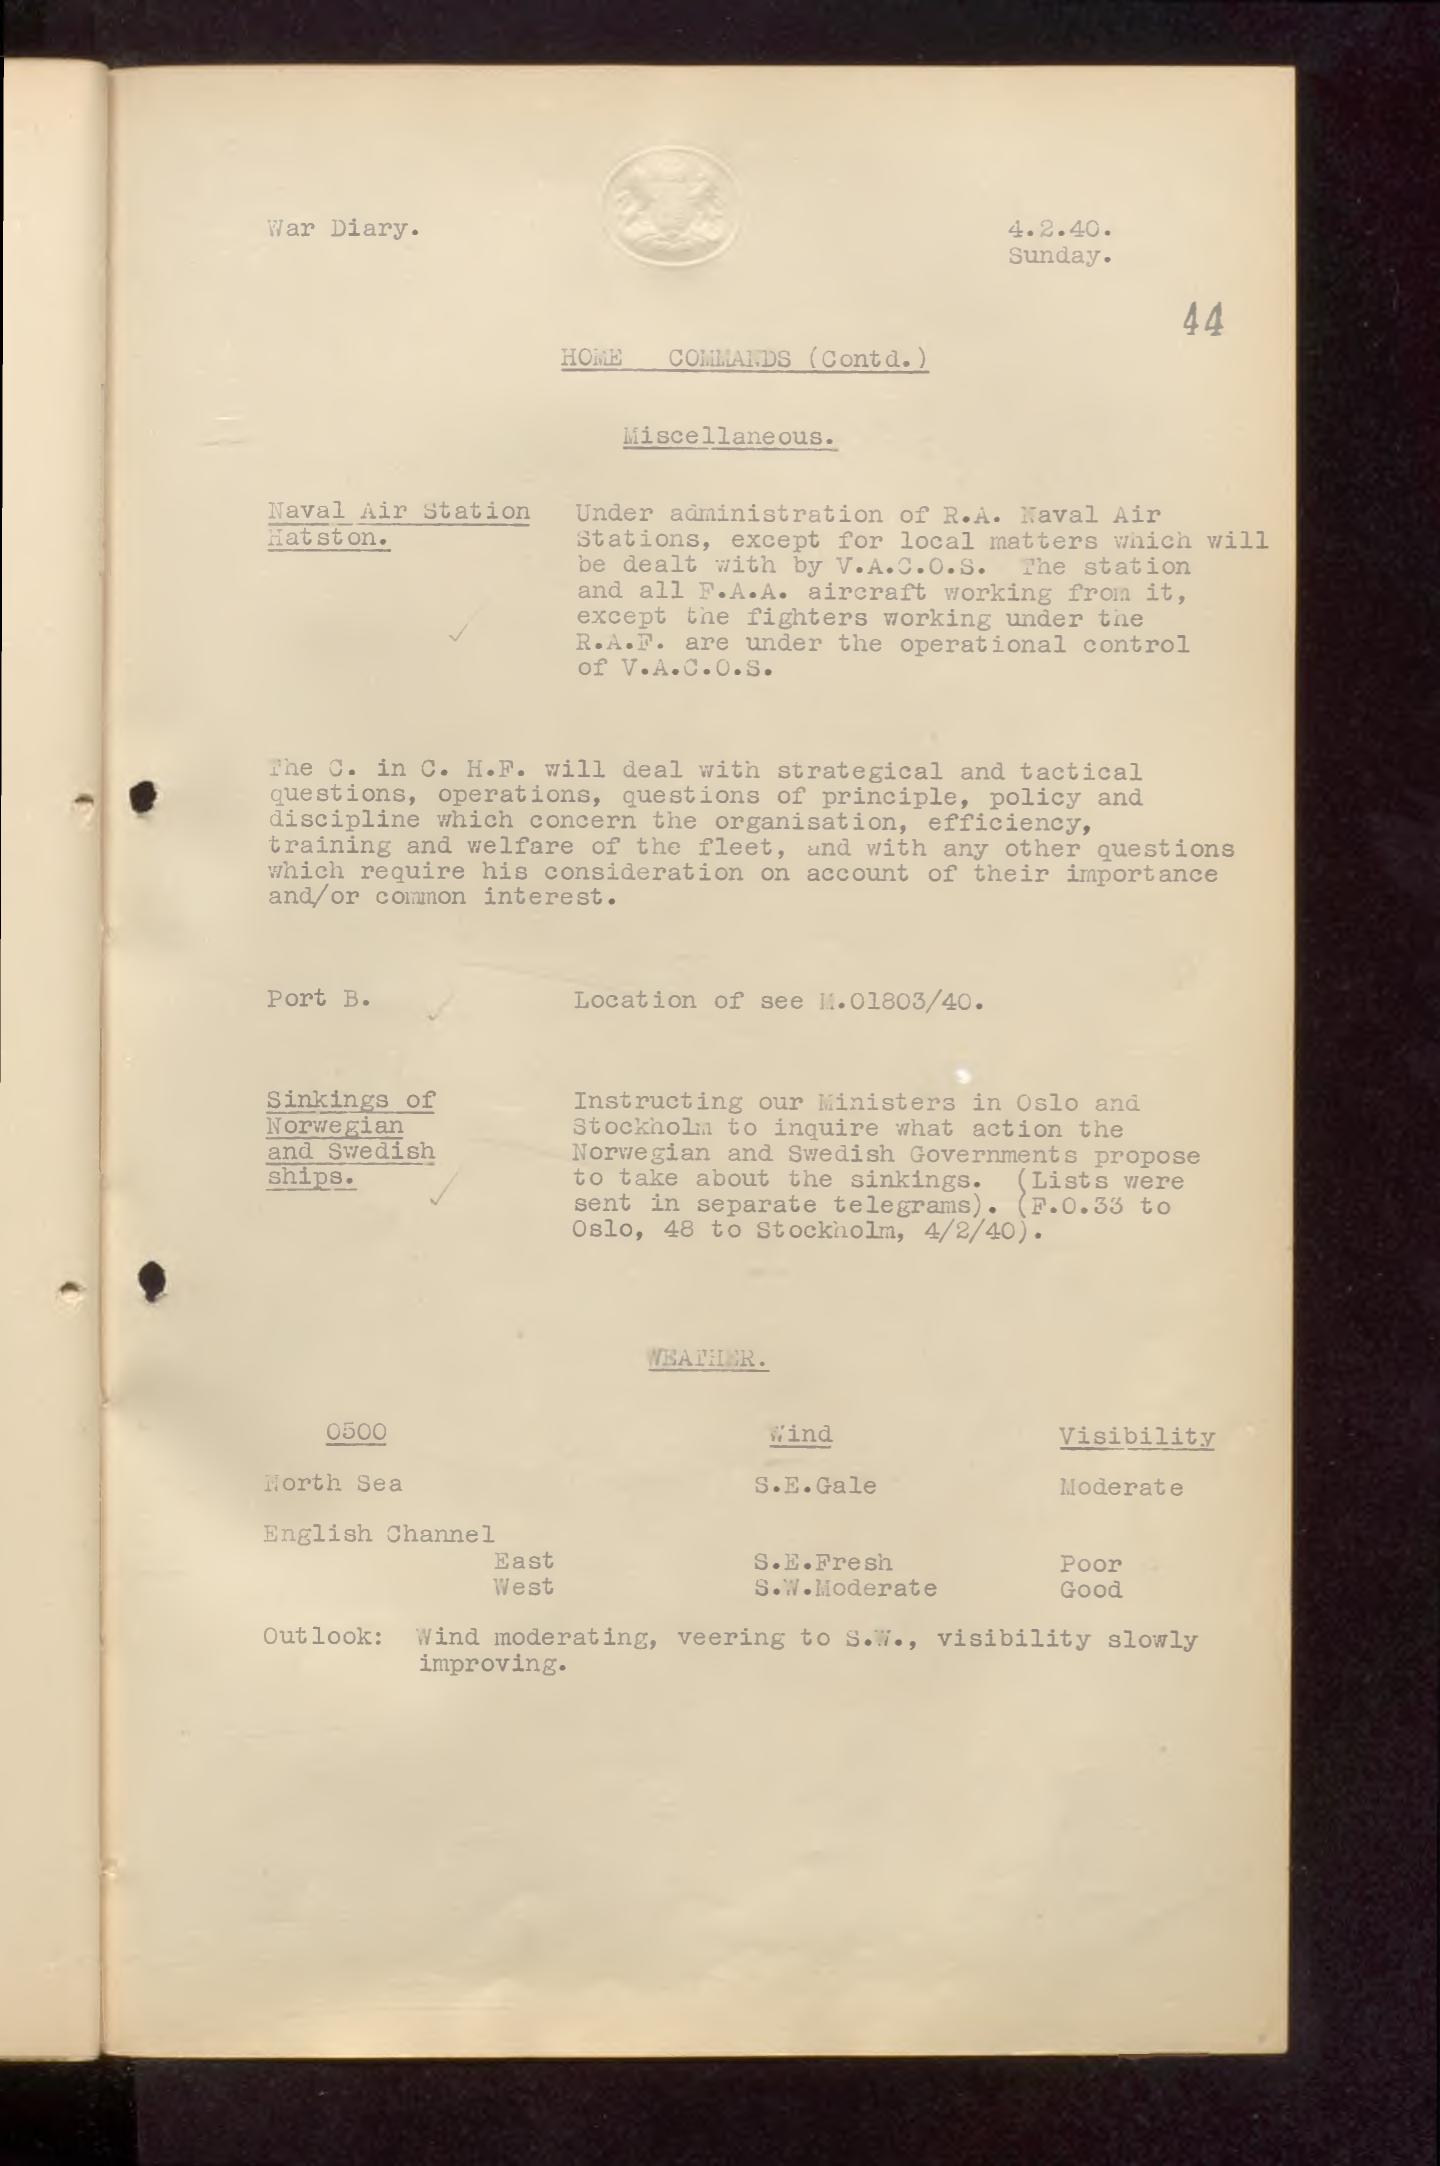 War Diary.
4.2.40.
Sunday.
44
HOME COMMANDS (Contd.)
Miscellaneous.
Naval Air Station
Hatston.
Under administration of R.A. Naval Air
Stations, except for local matters which will
be dealt with by V.A.C.O.S. The station
and all F.A.A. aircraft working from it,
except the fighters working under the
R.A.F. are under the operational control
of V.A.C.O.S.
The C. in C. H.F. will deal with strategical and tactical
questions, operations, questions of principle, policy and
discipline which concern the organisation, efficiency,
training and welfare of the fleet, and with any other questions
which require his consideration on account of their importance
and/or common interest.
Port B.
Location of see M.01803/40.
Sinkings of
Norwegian
and Swedish
ships.
Instructing our Ministers in Oslo and
Stockholm to inquire what action the
Norwegian and Swedish Governments propose
to take about the sinkings. (Lists were
sent in separate telegrams). (F.O.33 to
Oslo, 48 to Stockholm, 4/2/40).
WEATHER.
0500 Wind Visibility
North Sea S.E.Gale Moderate
English Channel
East S.E.Fresh Poor
West S.W.Moderate Good
Outlook: Wind moderating, veering to S.W., visibility slowly
improving.